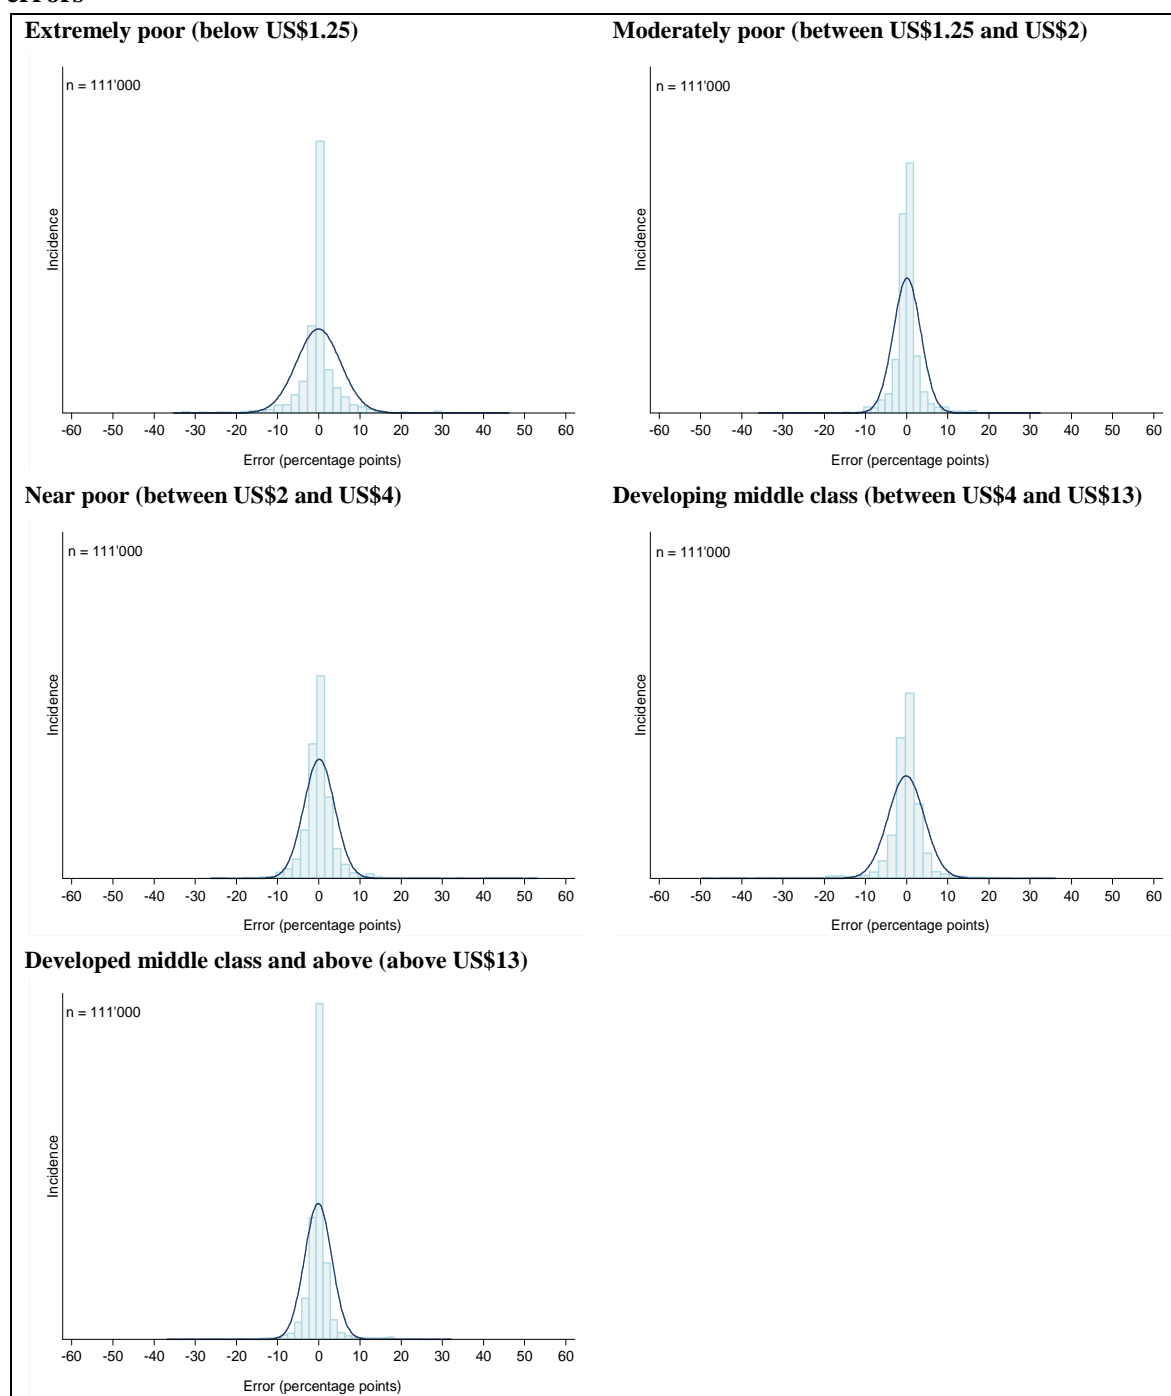 errors
Extremely poor (below US$1.25)
n = 111'000
Incidence
-60 -50 -40 -30 -20 -10 0 10 20 30 40 50 60
Error (percentage points)
Moderately poor (between US$1.25 and US$2)
n = 111'000
Incidence
-60 -50 -40 -30 -20 -10 0 10 20 30 40 50 60
Error (percentage points)
Near poor (between US$2 and US$4)
n = 111'000
Incidence
-60 -50 -40 -30 -20 -10 0 10 20 30 40 50 60
Error (percentage points)
Developing middle class (between US$4 and US$13)
n = 111'000
Incidence
-60 -50 -40 -30 -20 -10 0 10 20 30 40 50 60
Error (percentage points)
Developed middle class and above (above US$13)
n = 111'000
Incidence
-60 -50 -40 -30 -20 -10 0 10 20 30 40 50 60
Error (percentage points)